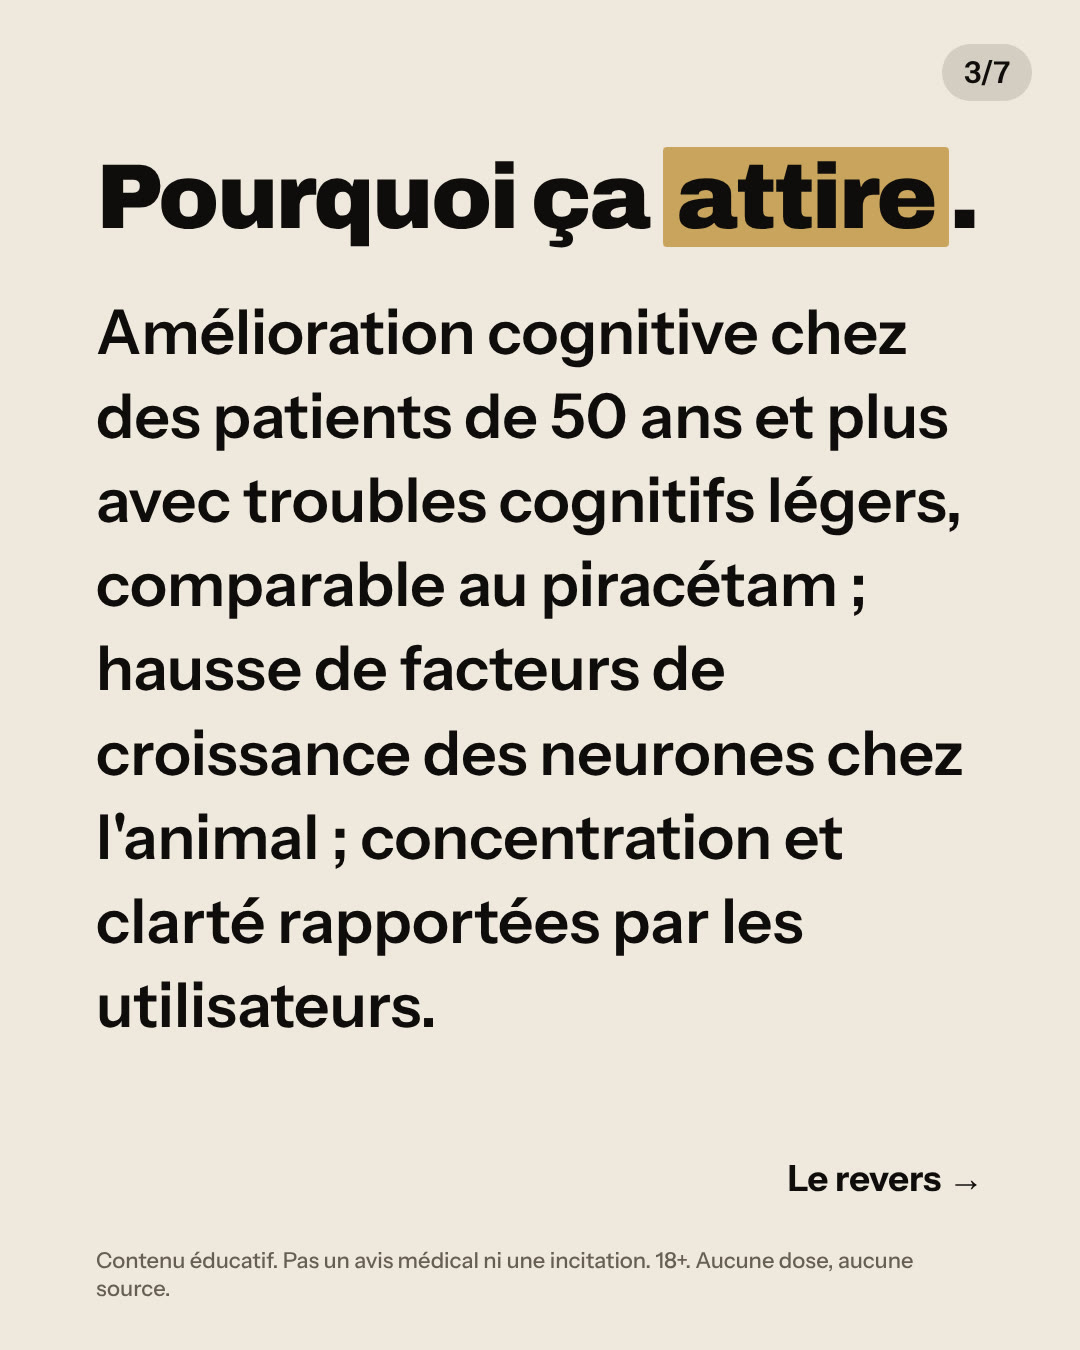 3/7
Pourquoi ça attire.
Amélioration cognitive chez
des patients de 50 ans et plus
avec troubles cognitifs légers,
comparable au piracétam ;
hausse de facteurs de
croissance des neurones chez
l'animal ; concentration et
clarté rapportées par les
utilisateurs.
Le revers →
Contenu éducatif. Pas un avis médical ni une incitation. 18+. Aucune dose, aucune
source.